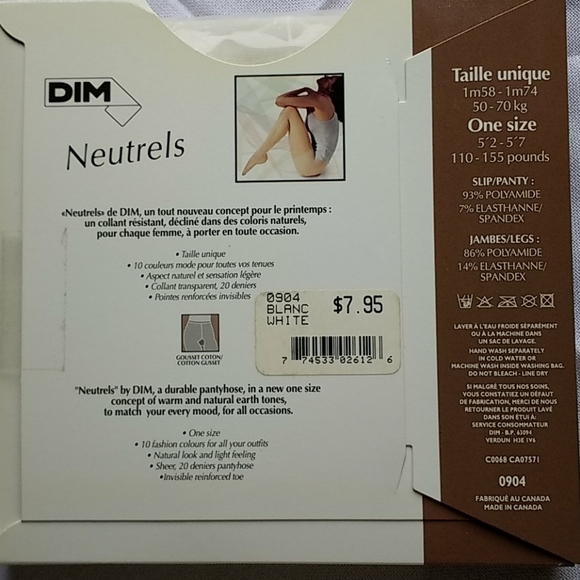 DIM
Neutrels
«Neutrels» de DIM, un tout nouveau concept pour le printemps :
un collant résistant, décliné dans des coloris naturels,
pour chaque femme, à porter en toute occasion.
• Taille unique
• 10 couleurs mode pour toutes vos tenues
• Aspect naturel et sensation légère
• Collant transparent, 20 deniers
• Pointes renforcées invisibles
0904
BLANC
WHITE
$7.95
7 74533 02612 6
GOUSSET COTON/
COTTON GUSSET
"Neutrels" by DIM, a durable pantyhose, in a new one size
concept of warm and natural earth tones,
to match your every mood, for all occasions.
• One size
• 10 fashion colours for all your outfits
• Natural look and light feeling
• Sheer, 20 deniers pantyhose
•Invisible reinforced toe
Taille unique
1m58 - 1m74
50 - 70 kg
One size
5´2 - 5´7
110 - 155 pounds
SLIP/PANTY :
93% POLYAMIDE
7% ELASTHANNE/
SPANDEX
JAMBES/LEGS :
86% POLYAMIDE
14% ELASTHANNE/
SPANDEX
LAVER À L'EAU FROIDE SÉPARÉMENT
OU À LA MACHINE DANS
UN SAC DE LAVAGE.
HAND WASH SEPARATELY
IN COLD WATER OR
MACHINE WASH INSIDE WASHING BAG.
DO NOT BLEACH - LINE DRY
SI MALGRÉ TOUS NOS SOINS,
VOUS CONSTATIEZ UN DÉFAUT
DE FABRICATION, MERCI DE NOUS
RETOURNER LE PRODUIT LAVÉ
DANS SON ÉTUI À:
SERVICE CONSOMMATEUR
DIM - B.P. 63094
VERDUN H3E 1V6
C0068 CA07571
0904
FABRIQUÉ AU CANADA
MADE IN CANADA